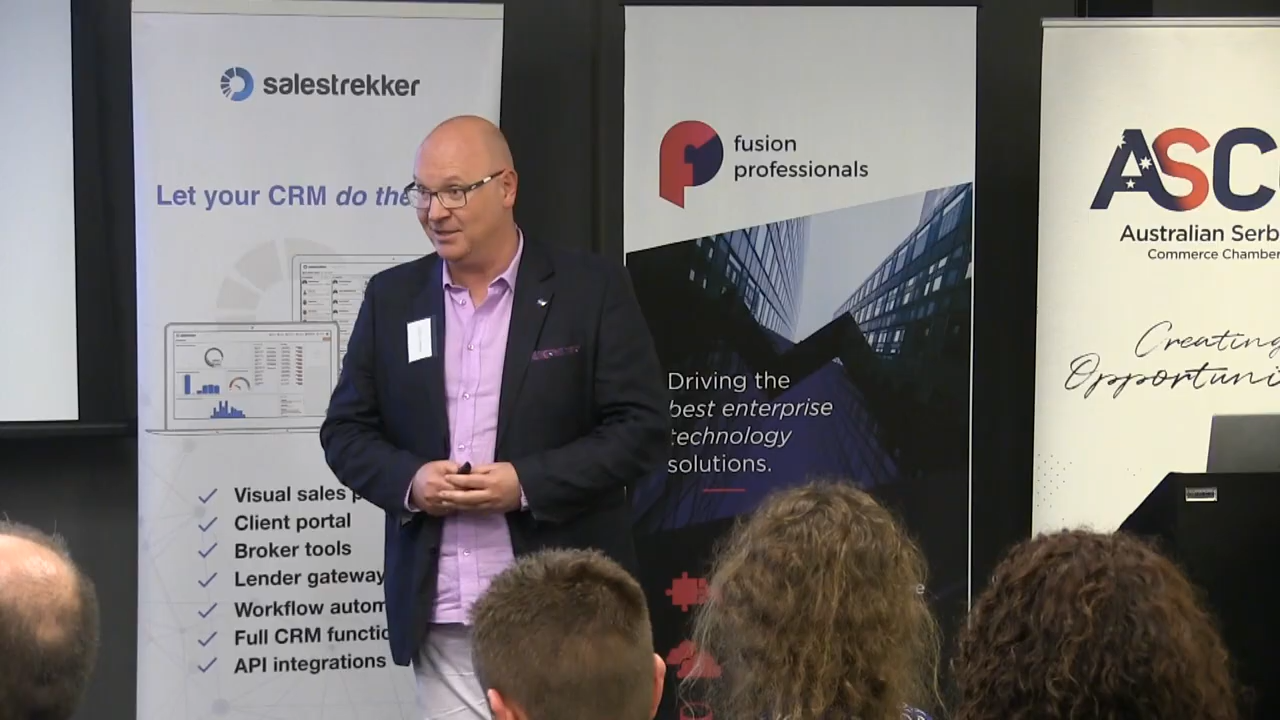 salestrekker
Let your CRM do the
Visual sales p
Client portal
Broker tools
Lender gateway
Workflow autom
Full CRM functio
API integrations
fusion
professionals
Driving the
best enterprise
technology
solutions.
ASC
Australian Serb
Commerce Chamber
Creating
Opportuni